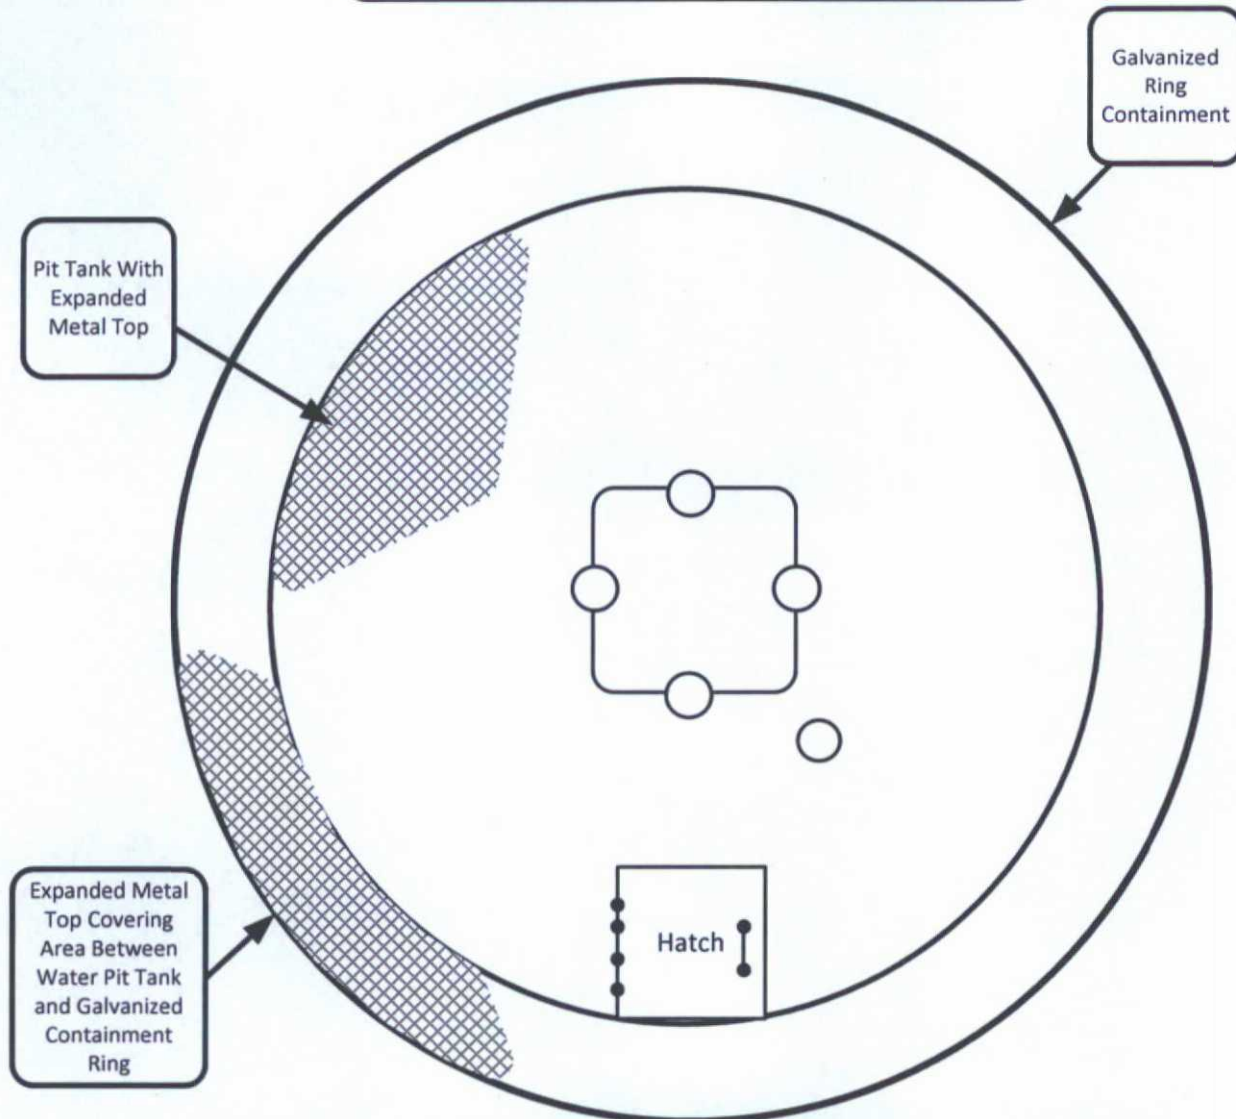 Galvanized
Ring
Containment
Pit Tank With
Expanded
Metal Top
Expanded Metal
Top Covering
Area Between
Water Pit Tank
and Galvanized
Containment
Ring
Hatch